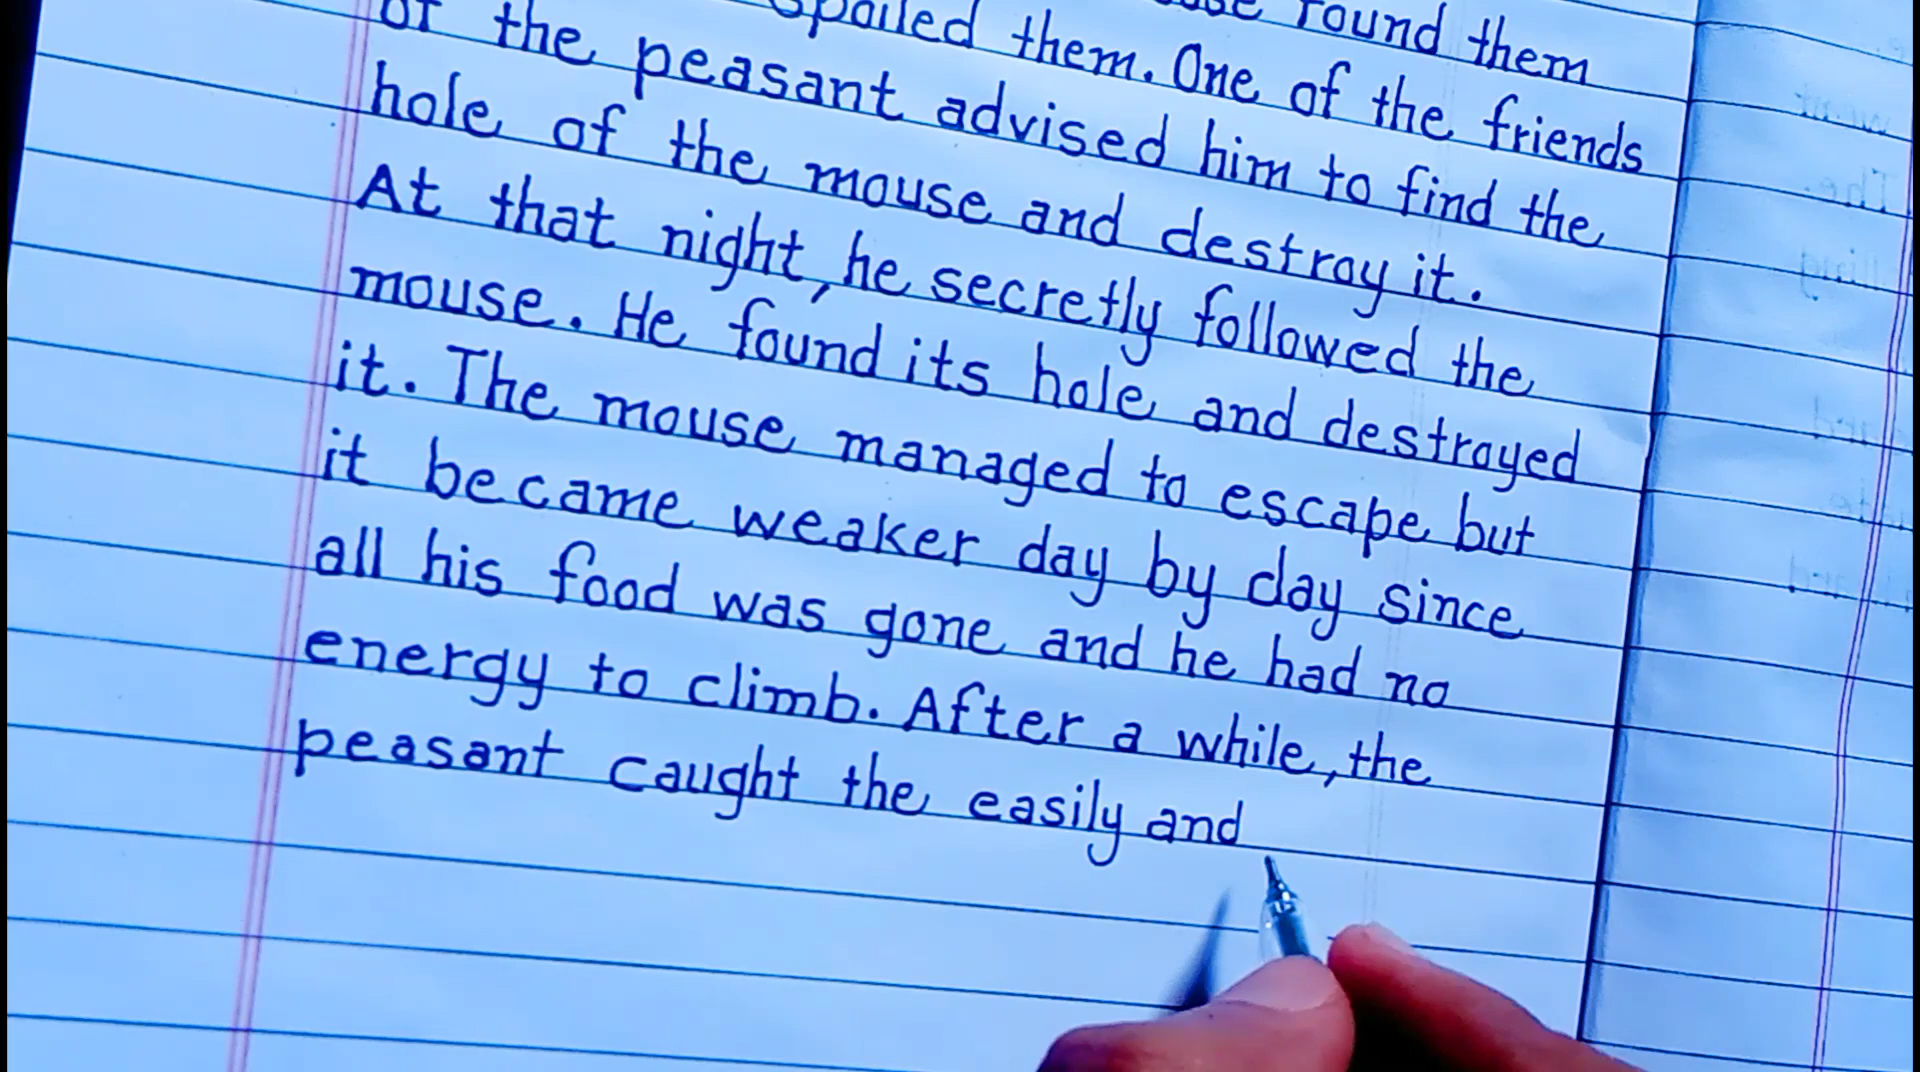 them
spoiled them. One of the friends
of the peasant advised him to find the
hole of the mouse and destroy it.
At that night, he secretly followed the
mouse. He found its hole and destroyed
it. The mouse managed to escape but
it became weaker day by day since
all his food was gone and he had no
energy to climb. After a while, the
peasant caught the easily and